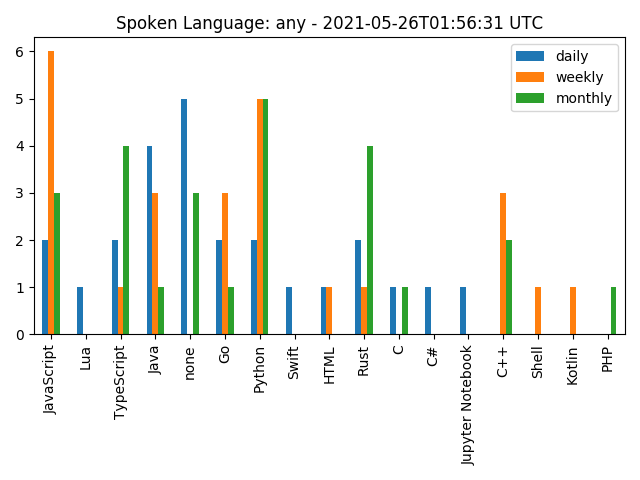 Spoken Language: any - 2021-05-26T01:56:31 UTC
daily
weekly
monthly
6
5
4
3
2
1
0
JavaScript
Lua
TypeScript
Java
none
Go
Python
Swift
HTML
Rust
C
C#
Jupyter Notebook
C++
Shell
Kotlin
PHP